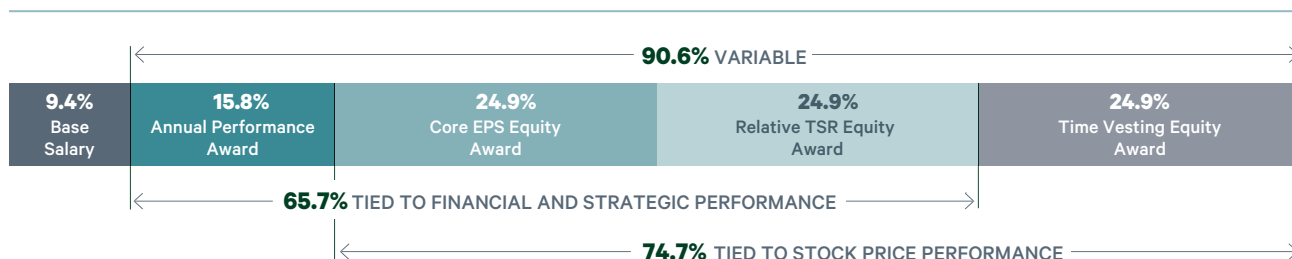 90.6% VARIABLE
9.4%
Base
Salary
15.8%
Annual Performance
Award
24.9%
Core EPS Equity
Award
24.9%
Relative TSR Equity
Award
24.9%
Time Vesting Equity
Award
65.7% TIED TO FINANCIAL AND STRATEGIC PERFORMANCE
74.7% TIED TO STOCK PRICE PERFORMANCE